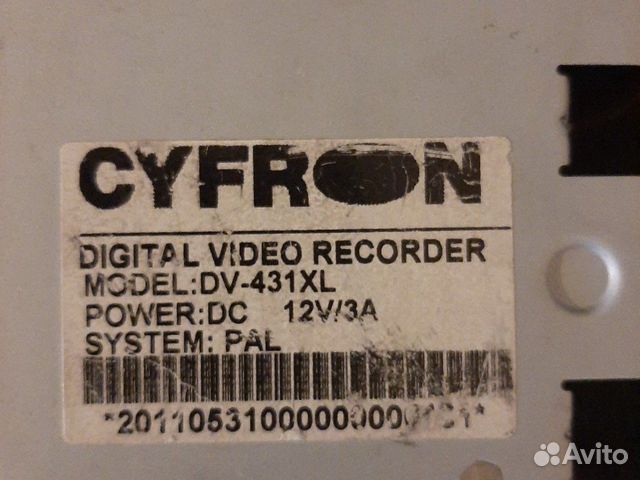 CYFRON
DIGITAL VIDEO RECORDER
MODEL:DV-431XL
POWER:DC 12V/3A
SYSTEM: PAL
Avito